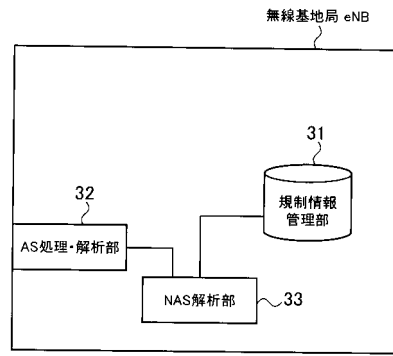 無線基地局 eNB
31
規制情報
管理部
32
AS処理・解析部
NAS解析部
33